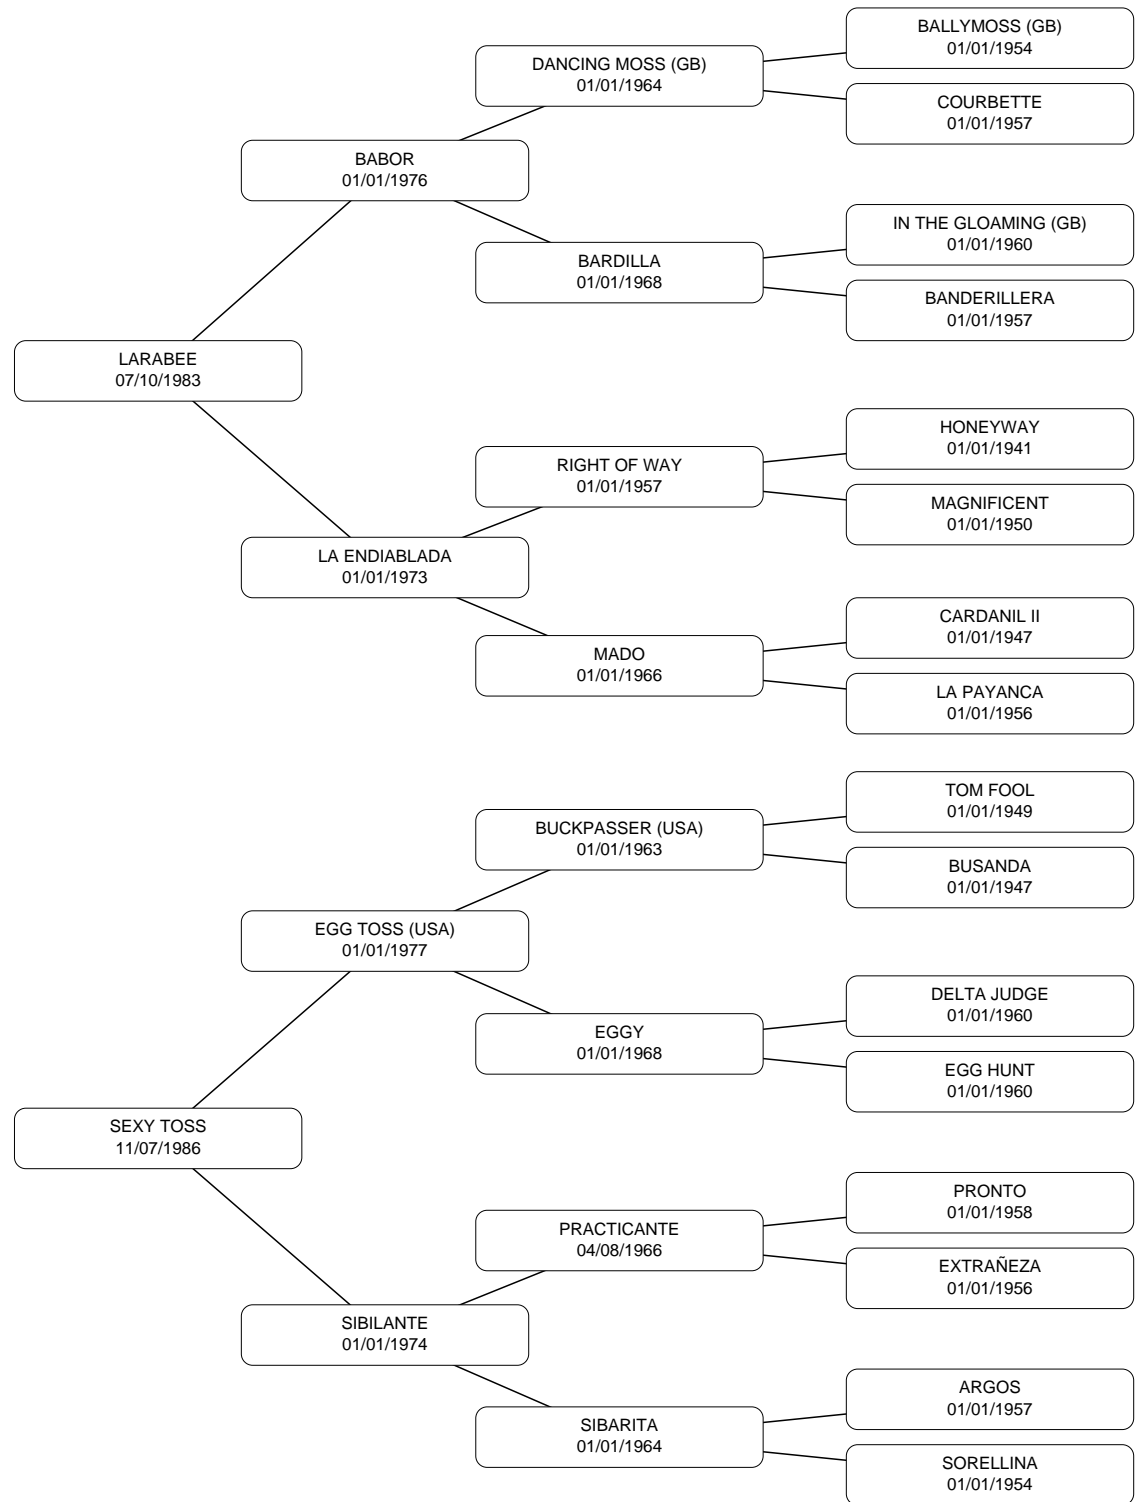 BALLYMOSS (GB)
01/01/1954
DANCING MOSS (GB)
01/01/1964
COURBETTE
01/01/1957
BABOR
01/01/1976
IN THE GLOAMING (GB)
01/01/1960
BARDILLA
01/01/1968
BANDERILLERA
01/01/1957
LARABEE
07/10/1983
HONEYWAY
01/01/1941
RIGHT OF WAY
01/01/1957
MAGNIFICENT
01/01/1950
LA ENDIABLADA
01/01/1973
CARDANIL II
01/01/1947
MADO
01/01/1966
LA PAYANCA
01/01/1956
TOM FOOL
01/01/1949
BUCKPASSER (USA)
01/01/1963
BUSANDA
01/01/1947
EGG TOSS (USA)
01/01/1977
DELTA JUDGE
01/01/1960
EGGY
01/01/1968
EGG HUNT
01/01/1960
SEXY TOSS
11/07/1986
PRONTO
01/01/1958
PRACTICANTE
04/08/1966
EXTRAÑEZA
01/01/1956
SIBILANTE
01/01/1974
ARGOS
01/01/1957
SIBARITA
01/01/1964
SORELLINA
01/01/1954